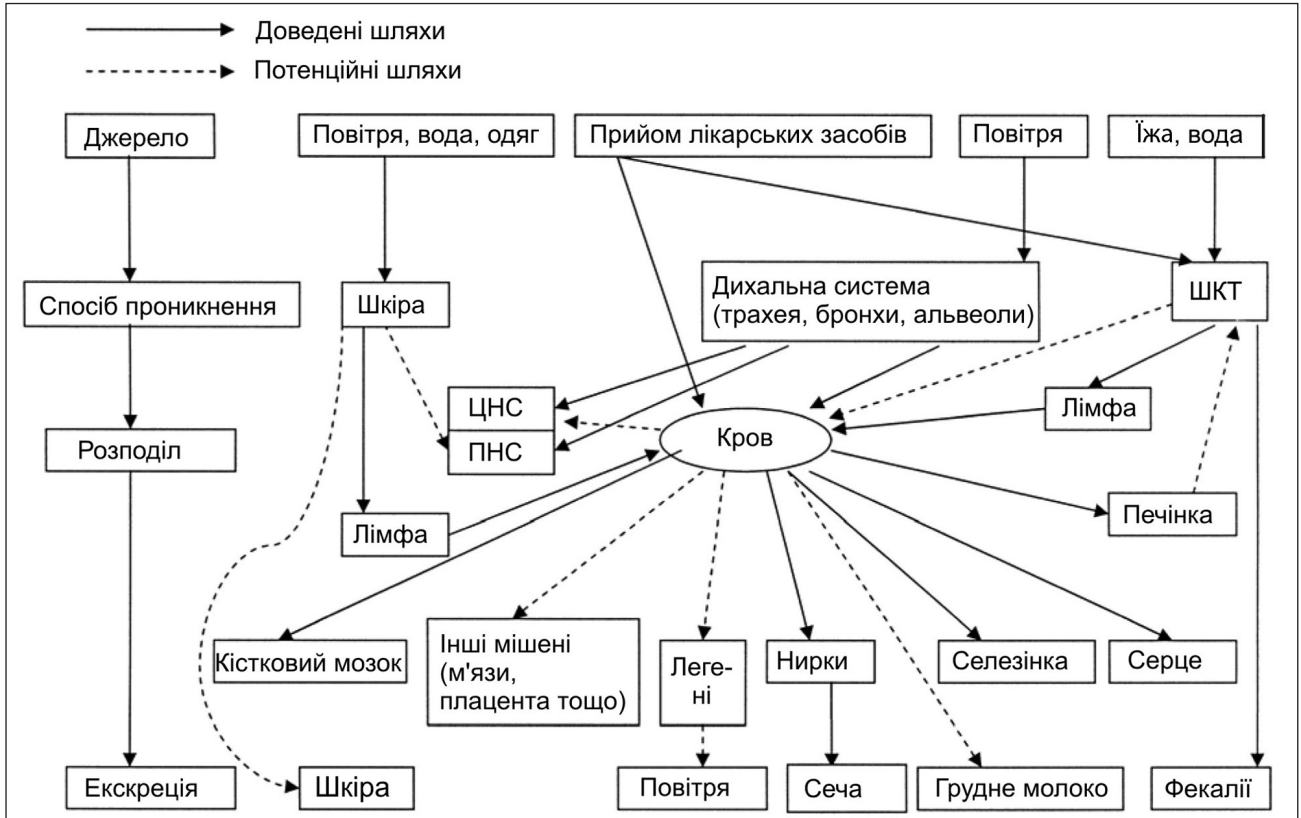 Доведені шляхи
Потенційні шляхи
Джерело
Повітря, вода, одяг
Прийом лікарських засобів
Повітря
Їжа, вода
Спосіб проникнення
Шкіра
Дихальна система
(трахея, бронхи, альвеоли)
ШКТ
ЦНС
ПНС
Кров
Лімфа
Розподіл
Лімфа
Печінка
Кістковий мозок
Інші мішені
(м'язи,
плацента тощо)
Леге-
ні
Нирки
Селезінка
Серце
Екскреція
Шкіра
Повітря
Сеча
Грудне молоко
Фекалії